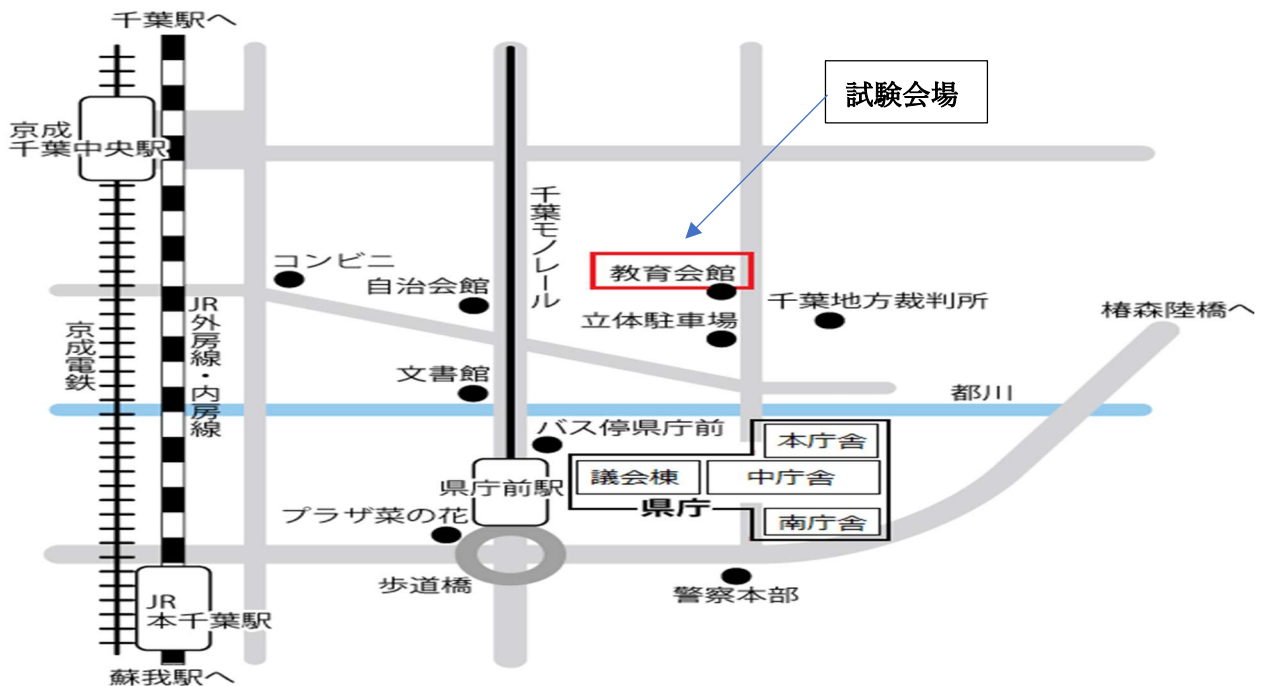 千葉駅へ
試験会場
京成
千葉中央駅
千葉モノレール
コンビニ
自治会館
教育会館
千葉地方裁判所
立体駐車場
椿森陸橋へ
JR外房線・内房線
京成電鉄
文書館
都川
バス停県庁前
本庁舎
議会棟
中庁舎
県庁前駅
県庁
プラザ菜の花
南庁舎
歩道橋
警察本部
JR
本千葉駅
蘇我駅へ